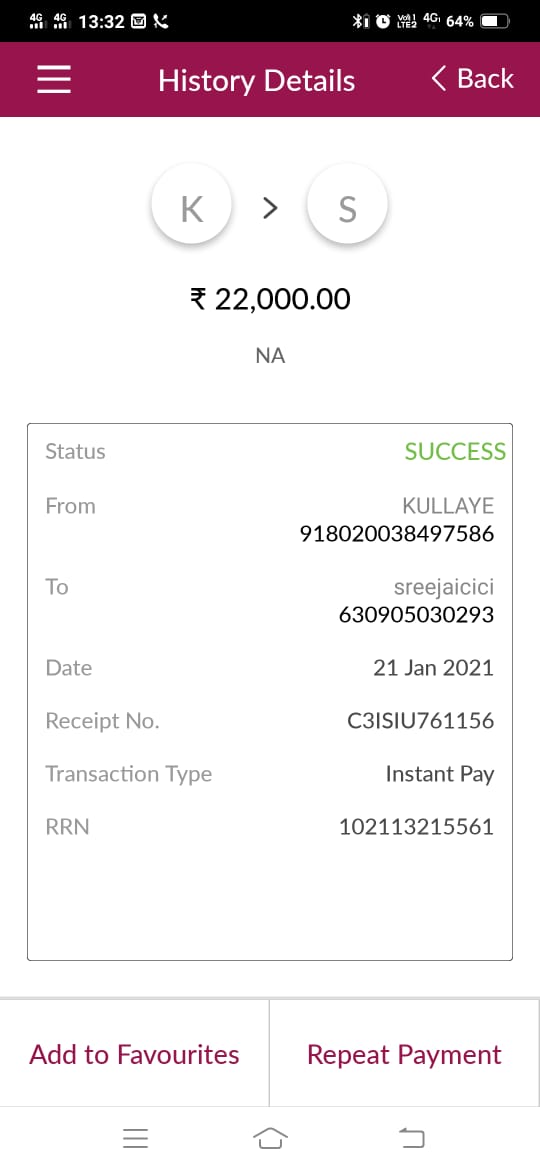 4G 4G 13:32 VoLTE2 4G 64%
History Details
Back
K > S
₹ 22,000.00
NA
Status SUCCESS
From KULLAYE
918020038497586
To sreejaicici
630905030293
Date 21 Jan 2021
Receipt No. C3ISIU761156
Transaction Type Instant Pay
RRN 102113215561
Add to Favourites Repeat Payment